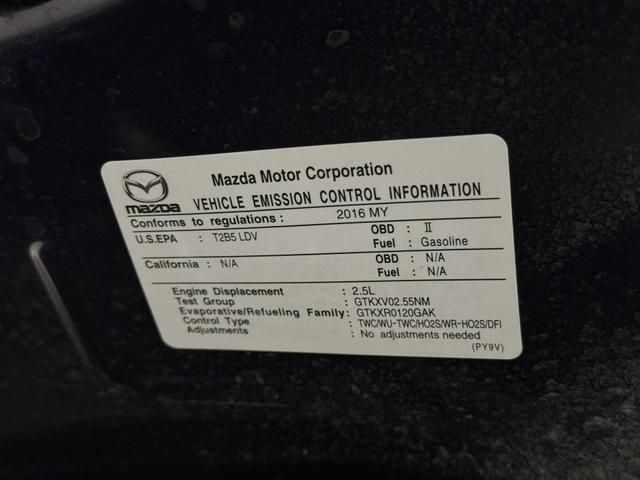 Mazda Motor Corporation
mazda VEHICLE EMISSION CONTROL INFORMATION
Conforms to regulations : 2016 MY
U.S.EPA : T2B5 LDV OBD : II
Fuel : Gasoline
California : N/A OBD : N/A
Fuel : N/A
Engine Displacement : 2.5L
Test Group : GTKXV02.55NM
Evaporative/Refueling Family: GTKXR0120GAK
Control Type : TWC/WU-TWC/HO2S/WR-HO2S/DFI
Adjustments : No adjustments needed
(PY9V)